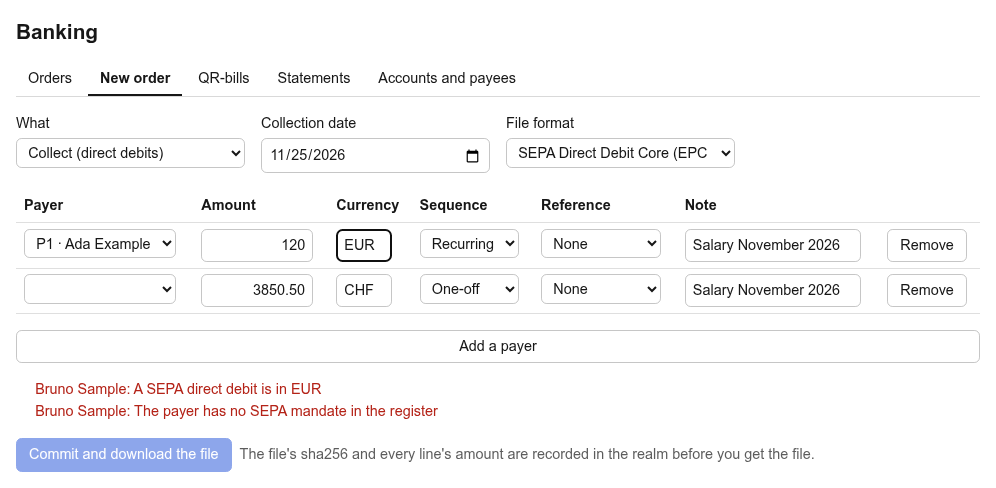 Banking
Orders New order QR-bills Statements Accounts and payees
What Collection date File format
Collect (direct debits) 11/25/2026 SEPA Direct Debit Core (EPC
Payer Amount Currency Sequence Reference Note
P1 · Ada Example 120 EUR Recurring None Salary November 2026 Remove
3850.50 CHF One-off None Salary November 2026 Remove
Add a payer
Bruno Sample: A SEPA direct debit is in EUR
Bruno Sample: The payer has no SEPA mandate in the register
Commit and download the file The file's sha256 and every line's amount are recorded in the realm before you get the file.